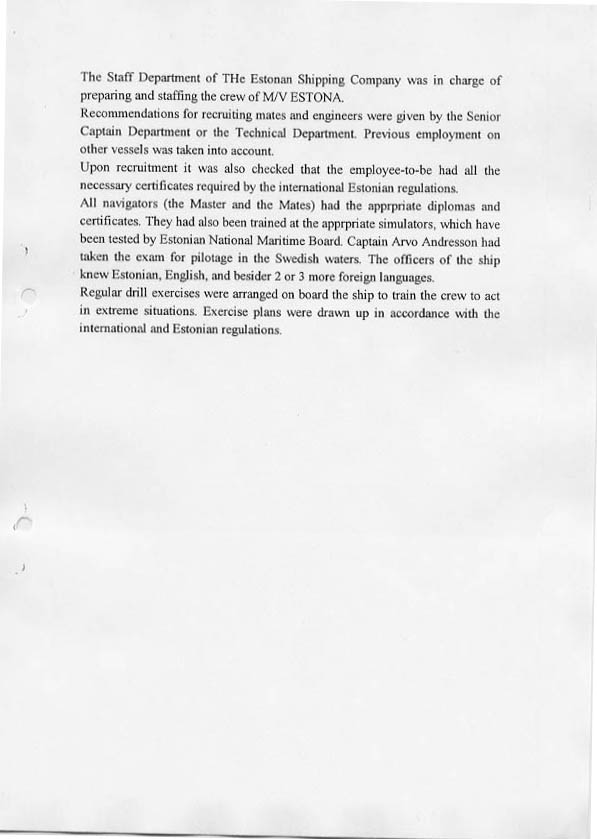 The Staff Department of THe Estonan Shipping Company was in charge of
preparing and staffing the crew of M/V ESTONA.
Recommendations for recruiting mates and engineers were given by the Senior
Captain Department or the Technical Department. Previous employment on
other vessels was taken into account.
Upon recruitment it was also checked that the employee-to-be had all the
necessary certificates required by the international Estonian regulations.
All navigators (the Master and the Mates) had the apprpriate diplomas and
certificates. They had also been trained at the apprpriate simulators, which have
been tested by Estonian National Maritime Board. Captain Arvo Andresson had
taken the exam for pilotage in the Swedish waters. The officers of the ship
knew Estonian, English, and besider 2 or 3 more foreign languages.
Regular drill exercises were arranged on board the ship to train the crew to act
in extreme situations. Exercise plans were drawn up in accordance with the
international and Estonian regulations.